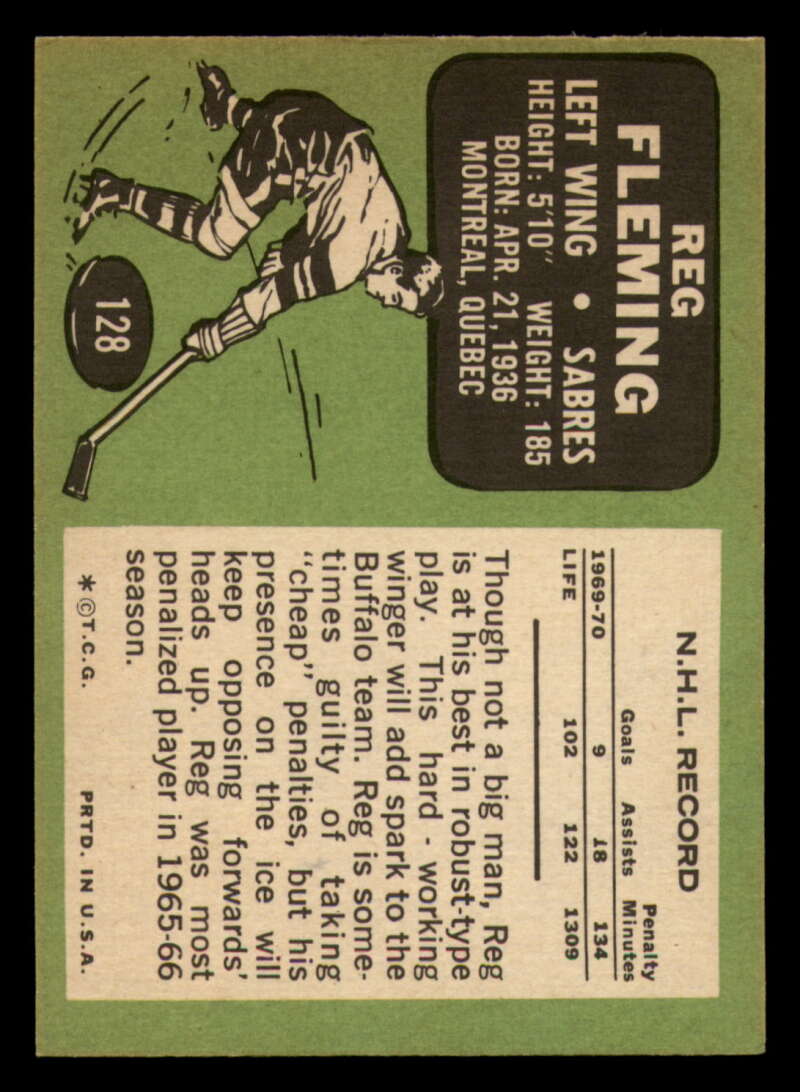 REG
FLEMING
LEFT WING • SABRES
HEIGHT: 5'10" WEIGHT: 185
BORN: APR. 21, 1936
MONTREAL, QUEBEC
128
N.H.L. RECORD
Goals Assists Penalty Minutes
1969-70 9 18 134
LIFE 102 122 1309
Though not a big man, Reg
is at his best in robust-type
play. This hard - working
winger will add spark to the
Buffalo team. Reg is some-
times guilty of taking
"cheap" penalties, but his
presence on the ice will
keep opposing forwards'
heads up. Reg was most
penalized player in 1965-66
season.
* © T.C.G. PRTD. IN U.S.A.